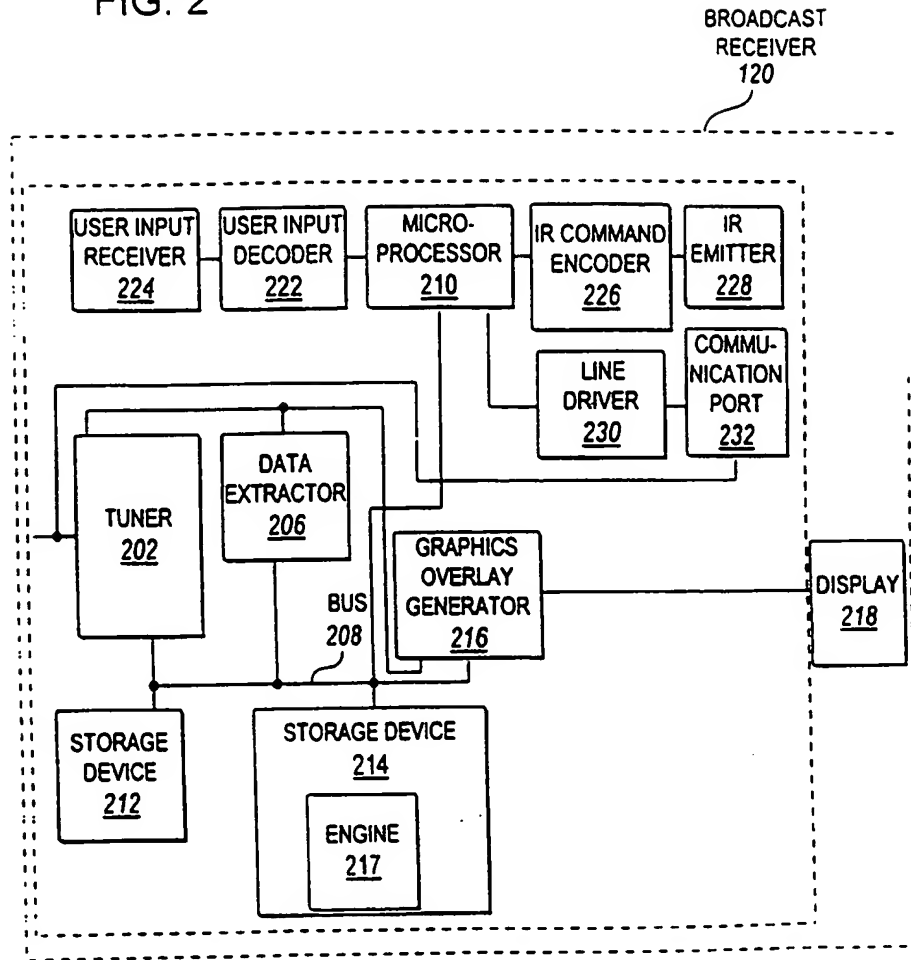 FIG. 2
BROADCAST
RECEIVER
120
USER INPUT
RECEIVER
224
USER INPUT
DECODER
222
MICRO-
PROCESSOR
210
IR COMMAND
ENCODER
226
IR
EMITTER
228
LINE
DRIVER
230
COMMU-
NICATION
PORT
232
TUNER
202
DATA
EXTRACTOR
206
GRAPHICS
OVERLAY
GENERATOR
216
DISPLAY
218
BUS
208
STORAGE
DEVICE
212
STORAGE DEVICE
214
ENGINE
217